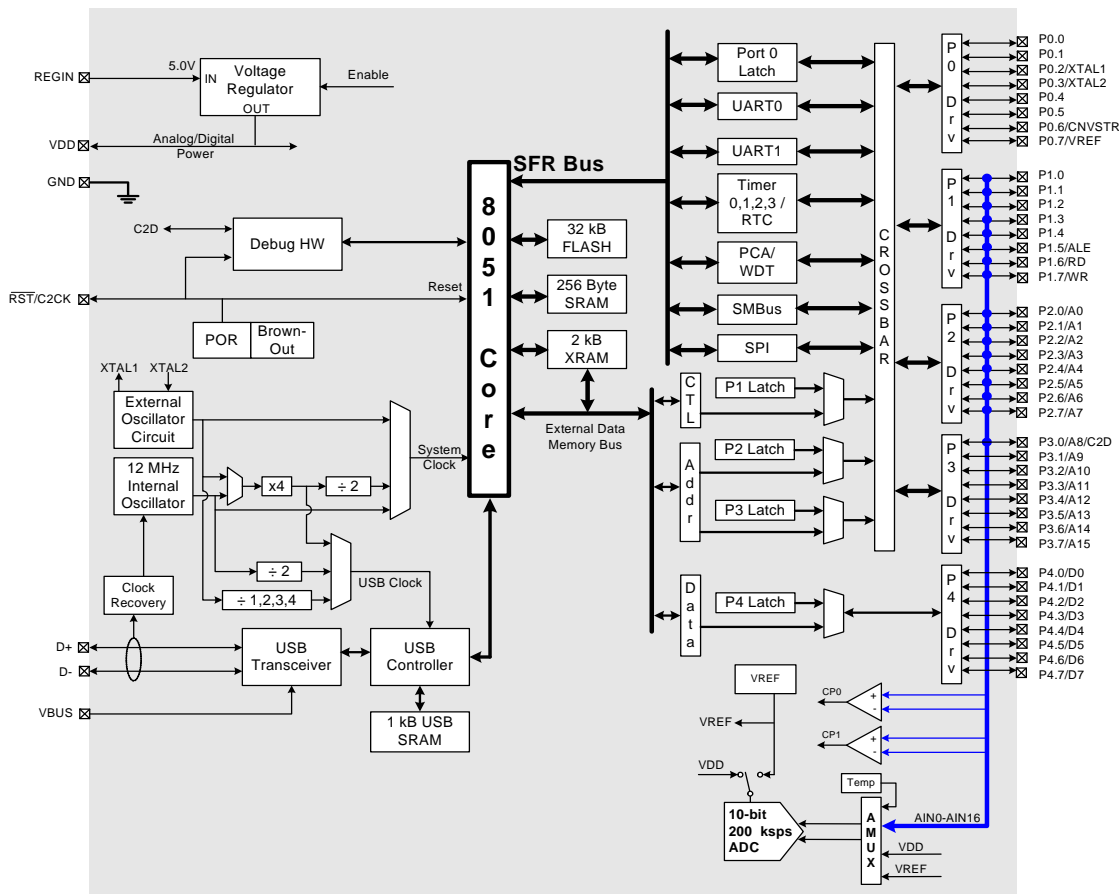 REGIN
5.0V
IN
Voltage
Regulator
OUT
Enable
VDD
Analog/Digital
Power
GND
C2D
Debug HW
RST/C2CK
Reset
POR
Brown-
Out
XTAL1
XTAL2
External
Oscillator
Circuit
12 MHz
Internal
Oscillator
x4
÷ 2
System
Clock
÷ 2
÷ 1,2,3,4
USB Clock
Clock
Recovery
D+
D-
VBUS
USB
Transceiver
USB
Controller
1 kB USB
SRAM
8051 Core
SFR Bus
32 kB
FLASH
256 Byte
SRAM
2 kB
XRAM
External Data
Memory Bus
Port 0
Latch
UART0
UART1
Timer
0,1,2,3 /
RTC
PCA/
WDT
SMBus
SPI
CTL
P1 Latch
Addr
P2 Latch
P3 Latch
Data
P4 Latch
CROSSBAR
P0 Drv
P0.0
P0.1
P0.2/XTAL1
P0.3/XTAL2
P0.4
P0.5
P0.6/CNVSTR
P0.7/VREF
P1 Drv
P1.0
P1.1
P1.2
P1.3
P1.4
P1.5/ALE
P1.6/RD
P1.7/WR
P2 Drv
P2.0/A0
P2.1/A1
P2.2/A2
P2.3/A3
P2.4/A4
P2.5/A5
P2.6/A6
P2.7/A7
P3 Drv
P3.0/A8/C2D
P3.1/A9
P3.2/A10
P3.3/A11
P3.4/A12
P3.5/A13
P3.6/A14
P3.7/A15
P4 Drv
P4.0/D0
P4.1/D1
P4.2/D2
P4.3/D3
P4.4/D4
P4.5/D5
P4.6/D6
P4.7/D7
VREF
VREF
VDD
CP0
+
-
CP1
+
-
Temp
10-bit
200 ksps
ADC
AMUX
AIN0-AIN16
VDD
VREF